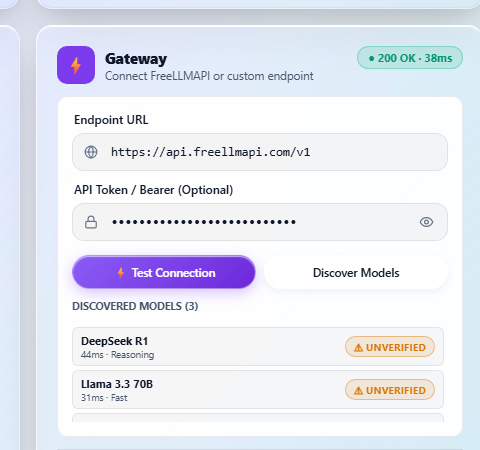 Gateway
Connect FreeLLMAPI or custom endpoint
● 200 OK · 38ms
Endpoint URL
https://api.freellmapi.com/v1
API Token / Bearer (Optional)
•••••••••••••••••••••••••••
⚡ Test Connection
Discover Models
DISCOVERED MODELS (3)
DeepSeek R1
44ms · Reasoning
⚠ UNVERIFIED
Llama 3.3 70B
31ms · Fast
⚠ UNVERIFIED